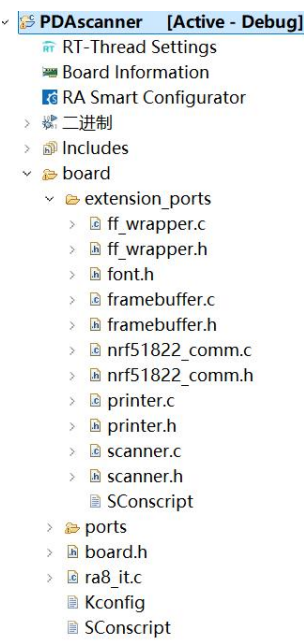 PDAscanner [Active - Debug]
RT-Thread Settings
Board Information
RA Smart Configurator
二进制
Includes
board
extension_ports
ff_wrapper.c
ff_wrapper.h
font.h
framebuffer.c
framebuffer.h
nrf51822_comm.c
nrf51822_comm.h
printer.c
printer.h
scanner.c
scanner.h
SConscript
ports
board.h
ra8_it.c
Kconfig
SConscript